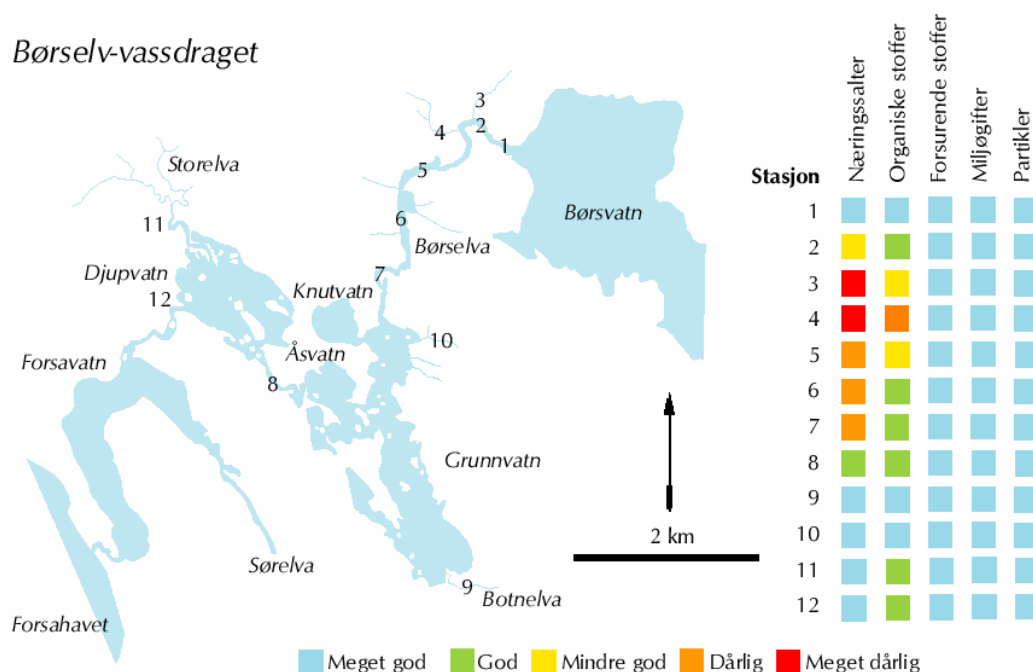 Børselv-vassdraget
Næringssalter
Organiske stoffer
Forsurende stoffer
Miljøgifter
Partikler
Stasjon
1
2
3
4
5
6
7
8
9
10
11
12
3
2
4
1
5
Storelva
11
6
Børsvatn
Børselva
Djupvatn
7
12
Knutvatn
10
Åsvatn
Forsavatn
8
Grunnvatn
2 km
Sørelva
9
Botnelva
Forsahavet
Meget god God Mindre god Dårlig Meget dårlig